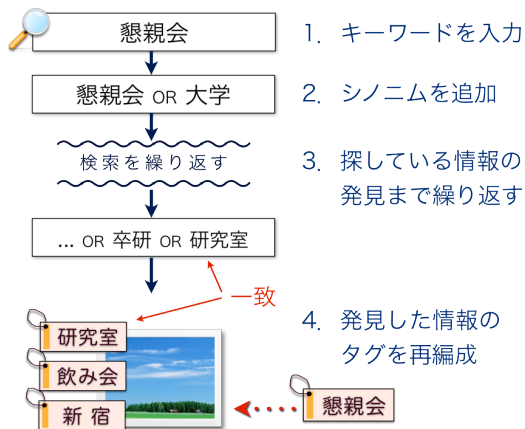 懇親会
1. キーワードを入力
懇親会 OR 大学
2. シノニムを追加
検索を繰り返す
3. 探している情報の
発見まで繰り返す
... OR 卒研 OR 研究室
一致
4. 発見した情報の
タグを再編成
研究室
飲み会
新宿
懇親会